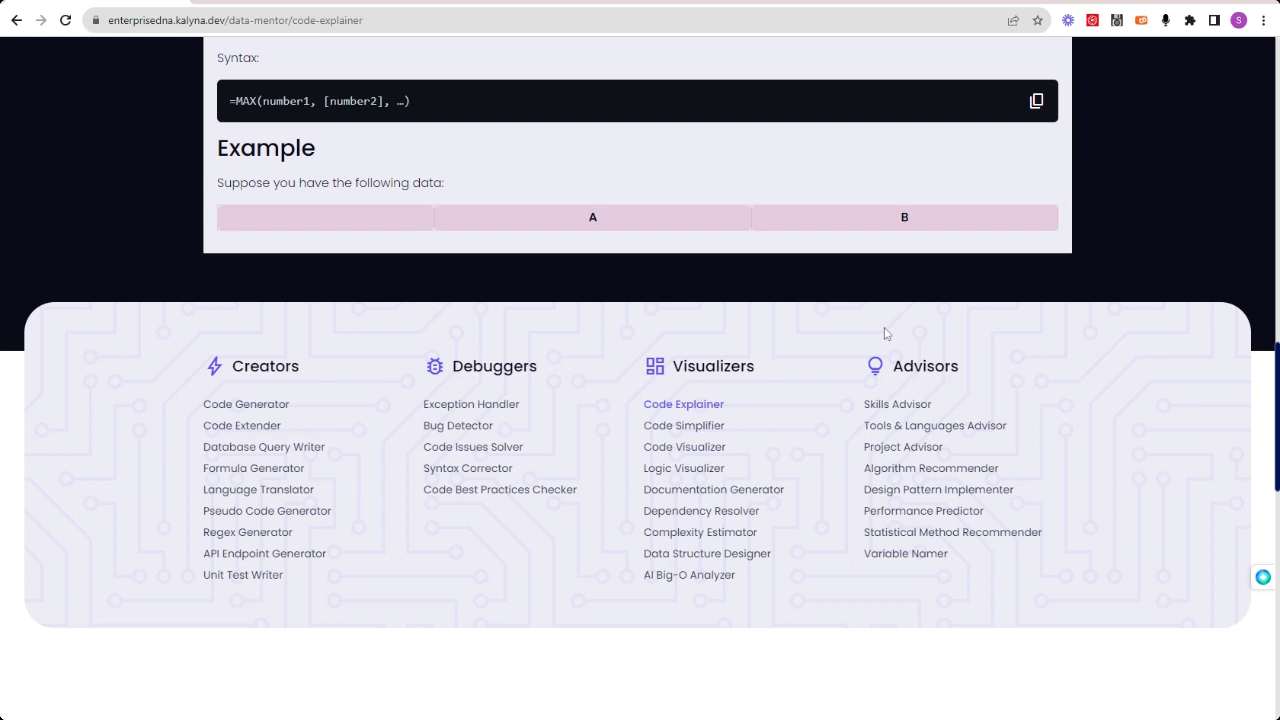 enterprisedna.kalyna.dev/data-mentor/code-explainer
S
Syntax:
=MAX(number1, [number2], …)
Example
Suppose you have the following data:
A B
Creators
Code Generator
Code Extender
Database Query Writer
Formula Generator
Language Translator
Pseudo Code Generator
Regex Generator
API Endpoint Generator
Unit Test Writer
Debuggers
Exception Handler
Bug Detector
Code Issues Solver
Syntax Corrector
Code Best Practices Checker
Visualizers
Code Explainer
Code Simplifier
Code Visualizer
Logic Visualizer
Documentation Generator
Dependency Resolver
Complexity Estimator
Data Structure Designer
AI Big-O Analyzer
Advisors
Skills Advisor
Tools & Languages Advisor
Project Advisor
Algorithm Recommender
Design Pattern Implementer
Performance Predictor
Statistical Method Recommender
Variable Namer